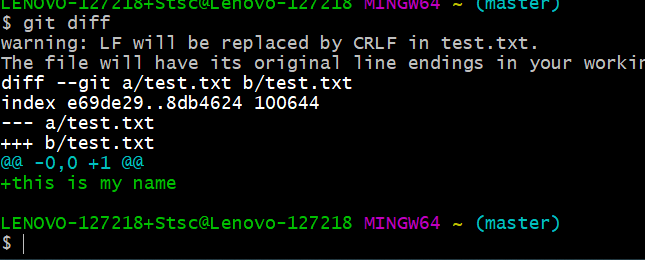 LENOVO-127218+Stsc@Lenovo-127218 MINGW64 ~ (master)
$ git diff
warning: LF will be replaced by CRLF in test.txt.
The file will have its original line endings in your
diff --git a/test.txt b/test.txt
index e69de29..8db4624 100644
--- a/test.txt
+++ b/test.txt
@@ -0,0 +1 @@
+this is my name
LENOVO-127218+Stsc@Lenovo-127218 MINGW64 ~ (master)
$